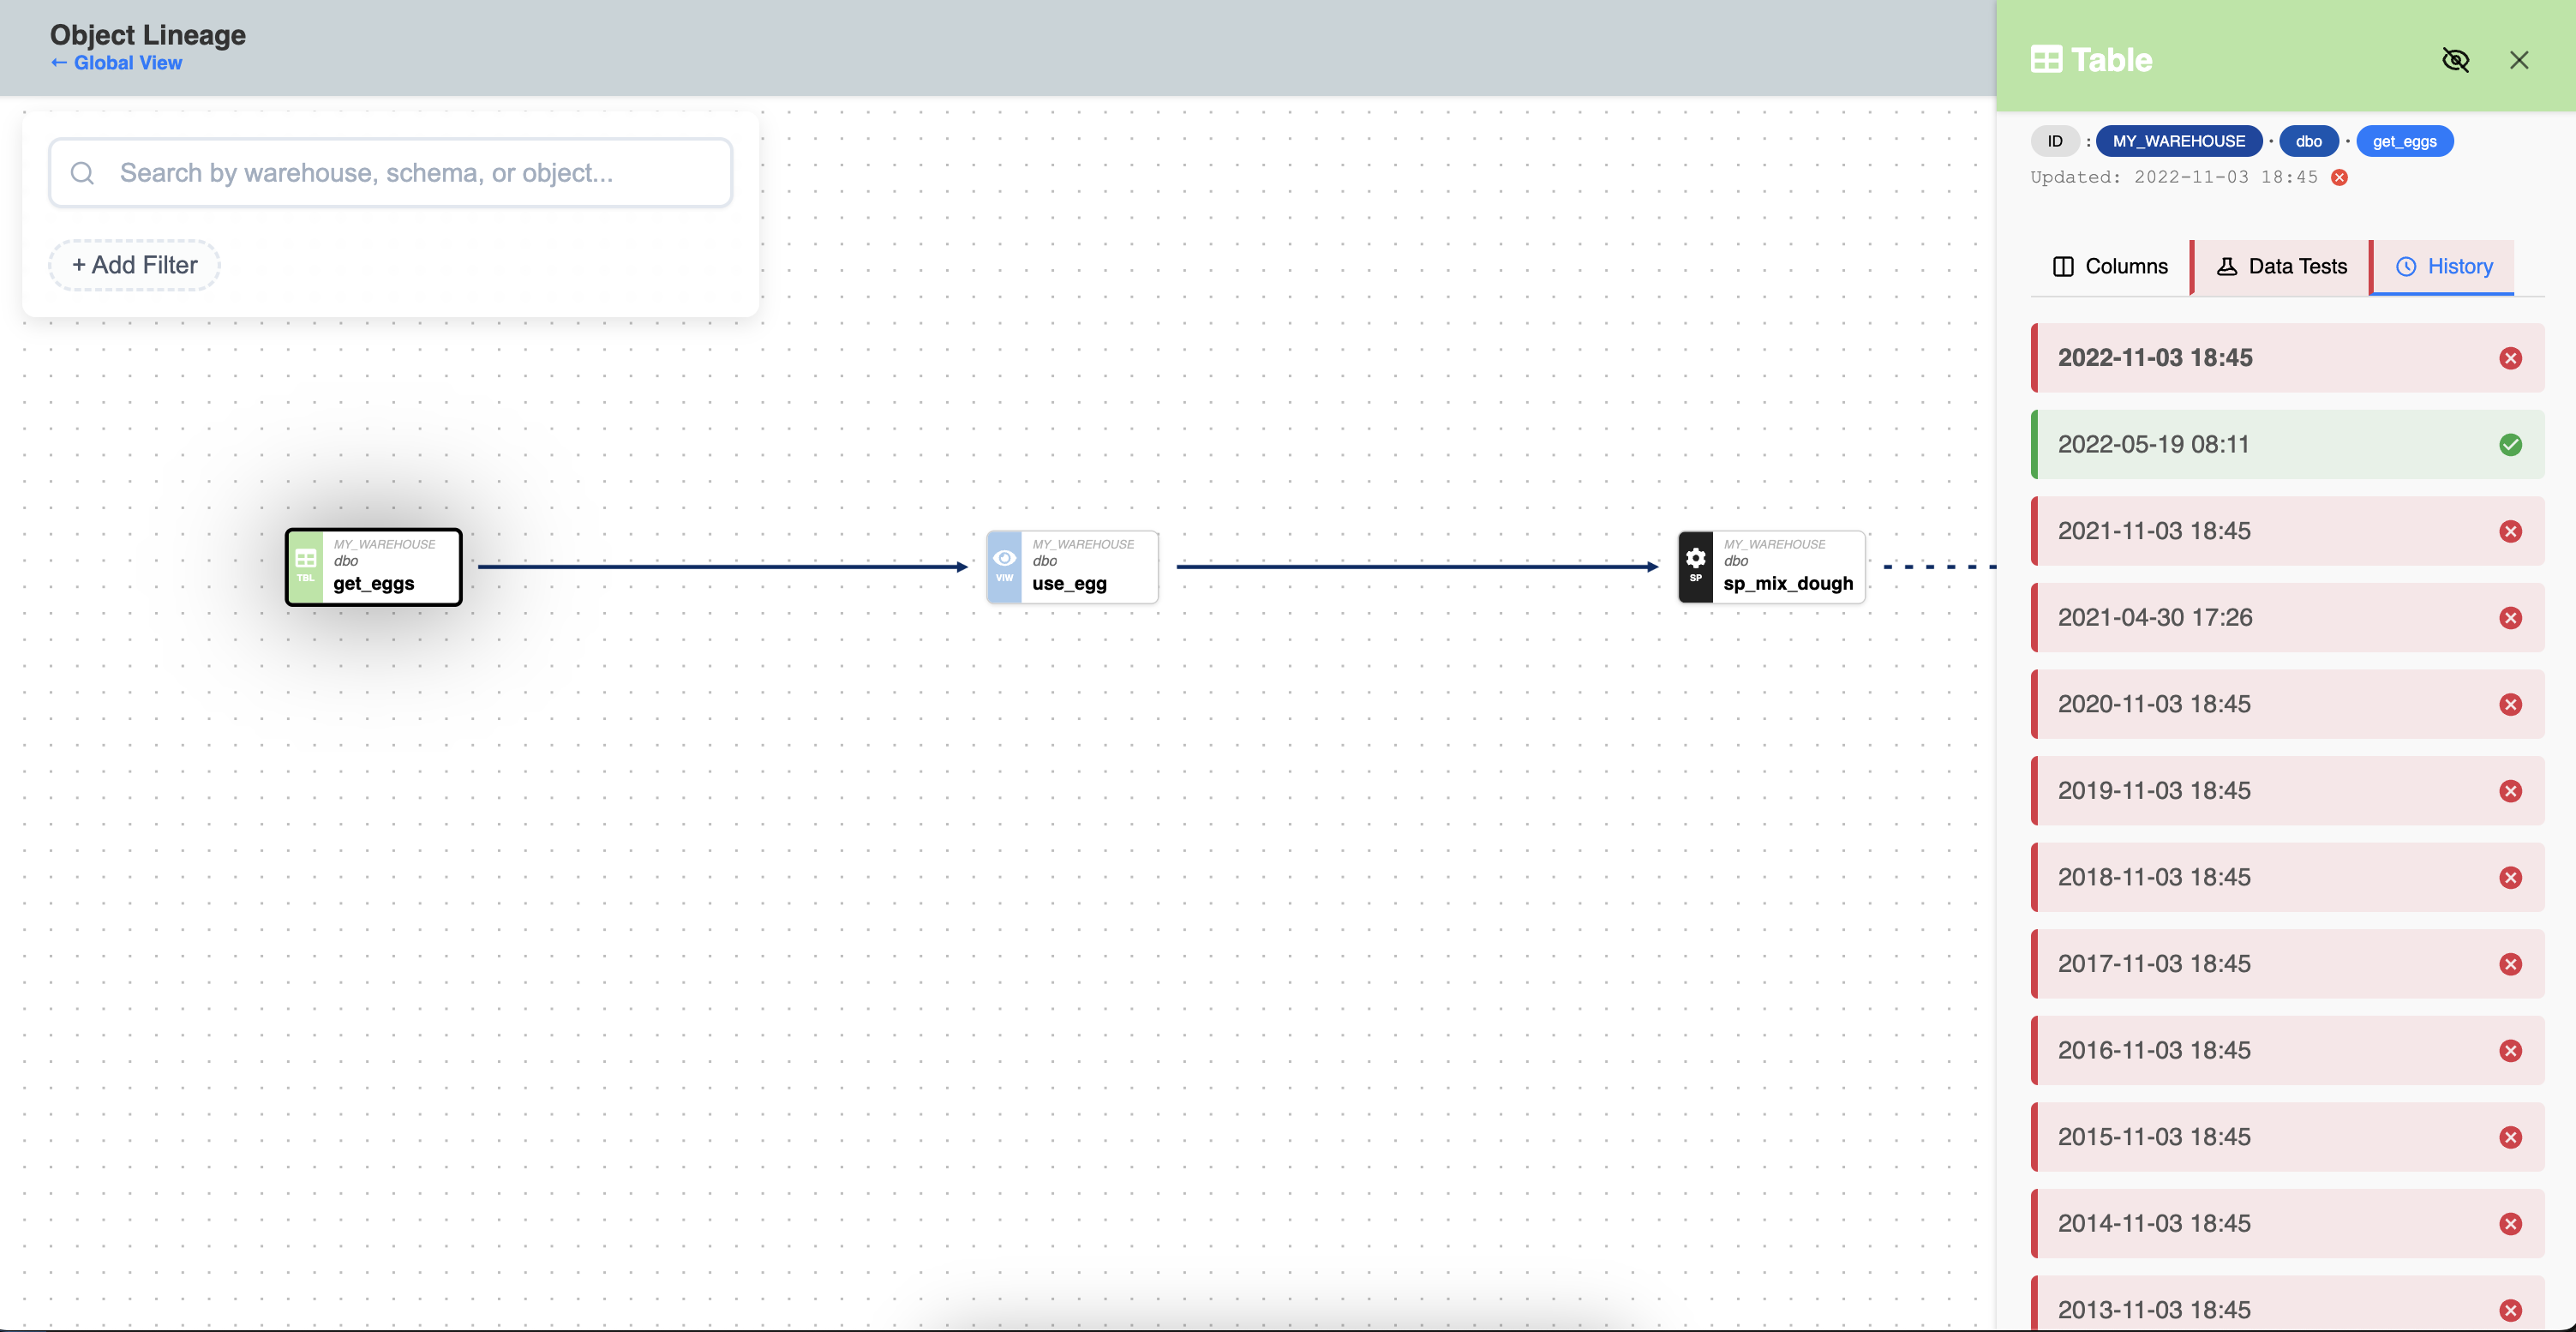 Object Lineage
← Global View
Search by warehouse, schema, or object...
+ Add Filter
TBL
MY_WAREHOUSE
dbo
get_eggs
VIW
MY_WAREHOUSE
dbo
use_egg
SP
MY_WAREHOUSE
dbo
sp_mix_dough
Table
ID : MY_WAREHOUSE · dbo · get_eggs
Updated: 2022-11-03 18:45
Columns Data Tests History
2022-11-03 18:45
2022-05-19 08:11
2021-11-03 18:45
2021-04-30 17:26
2020-11-03 18:45
2019-11-03 18:45
2018-11-03 18:45
2017-11-03 18:45
2016-11-03 18:45
2015-11-03 18:45
2014-11-03 18:45
2013-11-03 18:45